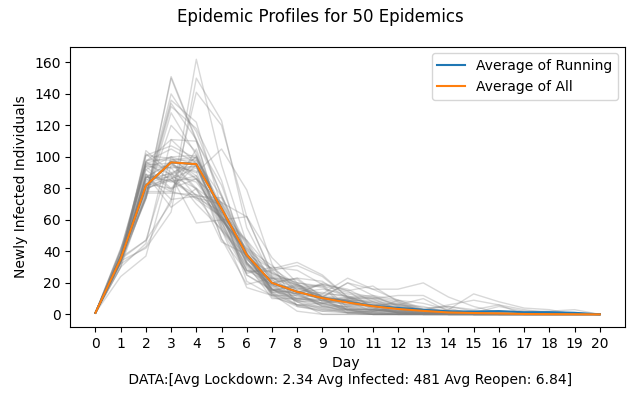 Epidemic Profiles for 50 Epidemics
Average of Running
Average of All
Newly Infected Individuals
160
140
120
100
80
60
40
20
0
0 1 2 3 4 5 6 7 8 9 10 11 12 13 14 15 16 17 18 19 20
Day
DATA:[Avg Lockdown: 2.34 Avg Infected: 481 Avg Reopen: 6.84]